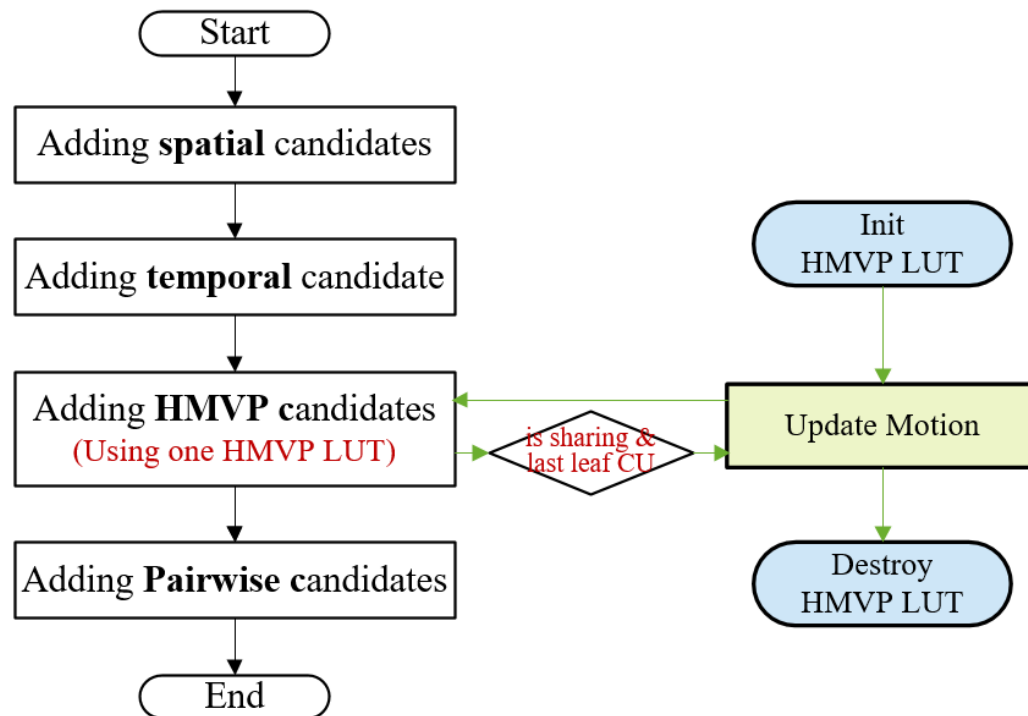 Start
Adding spatial candidates
Adding temporal candidate
Adding HMVP candidates
(Using one HMVP LUT)
Adding Pairwise candidates
End
is sharing &
last leaf CU
Init
HMVP LUT
Update Motion
Destroy
HMVP LUT